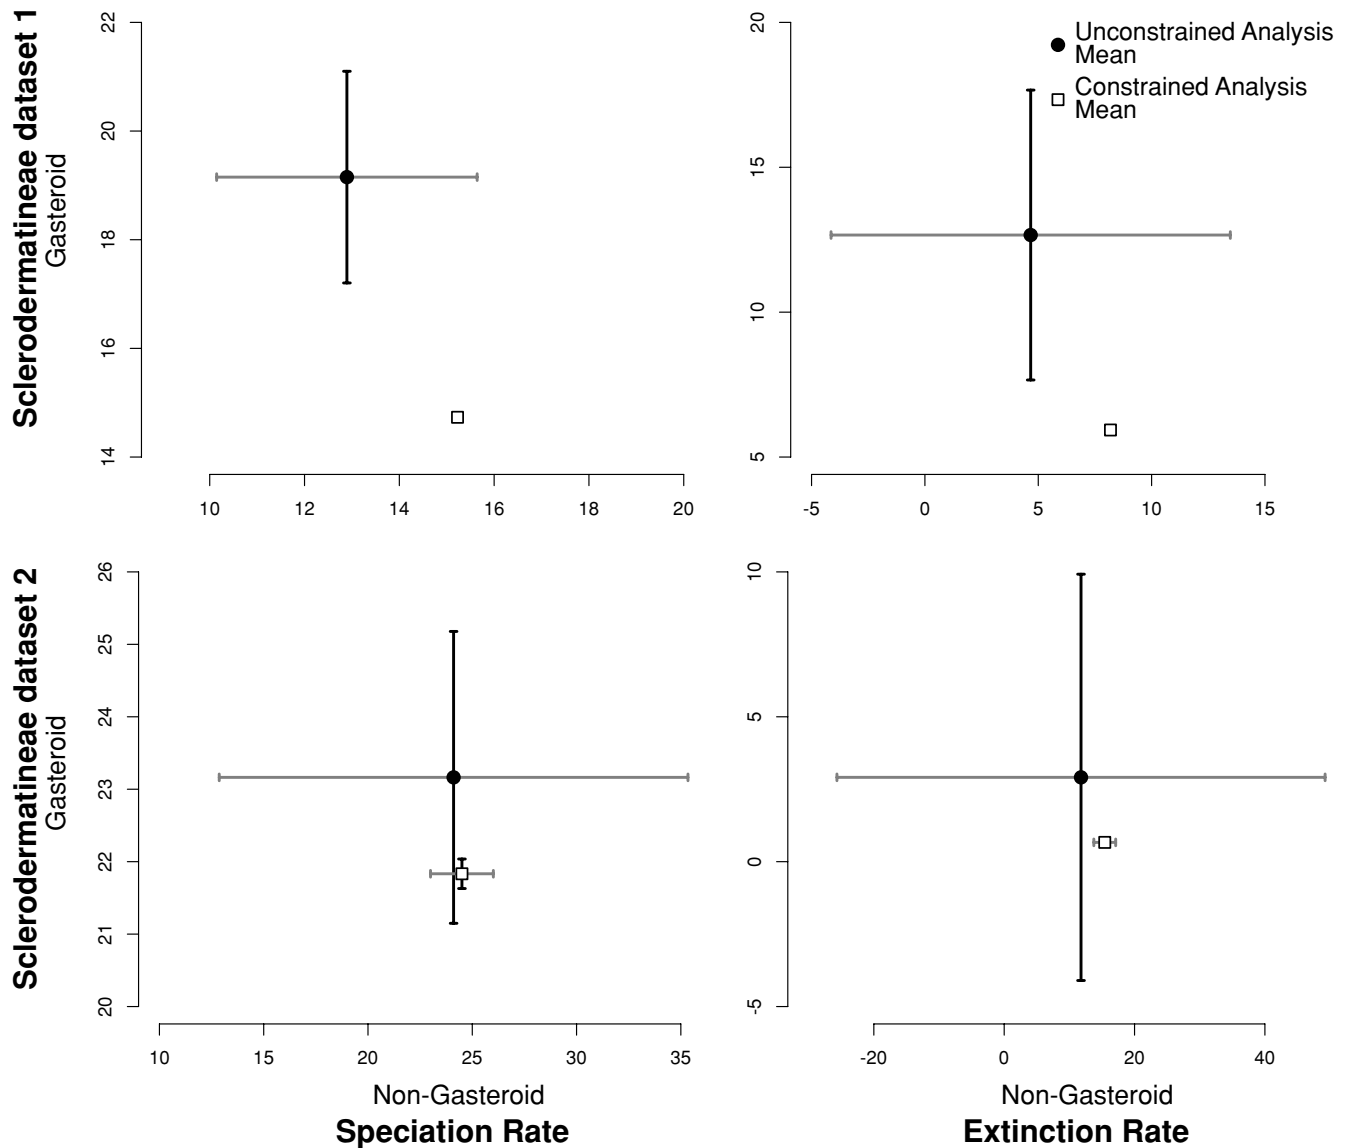 Sclerodermatineae dataset 1
Gasteroid
22
20
18
16
14
10 12 14 16 18 20
20
15
10
5
-5 0 5 10 15
Unconstrained Analysis
Mean
Constrained Analysis
Mean
Sclerodermatineae dataset 2
Gasteroid
26
25
24
23
22
21
20
10 15 20 25 30 35
Non-Gasteroid
Speciation Rate
10
5
0
-5
-20 0 20 40
Non-Gasteroid
Extinction Rate